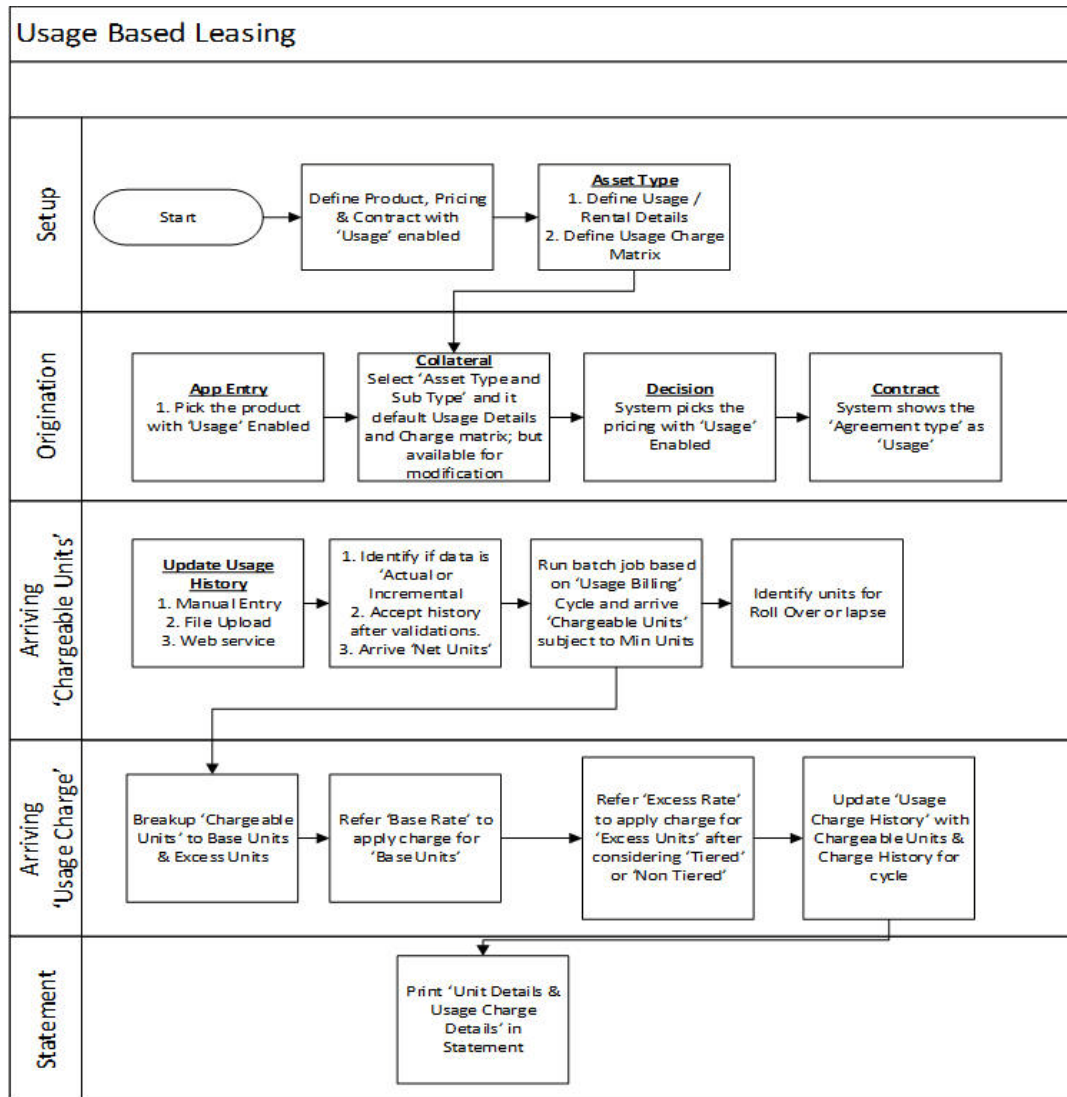 Usage Based Leasing
Setup
Start
Define Product, Pricing
& Contract with
‘Usage’ enabled
Asset Type
1. Define Usage /
Rental Details
2. Define Usage Charge
Matrix
Origination
App Entry
1. Pick the product
with ‘Usage’ Enabled
Collateral
Select ‘Asset Type and
Sub Type’ and it
default Usage Details
and Charge matrix; but
available for
modification
Decision
System picks the
pricing with ‘Usage’
Enabled
Contract
System shows the
‘Agreement type’ as
‘Usage’
Arriving
‘Chargeable Units’
Update Usage
History
1. Manual Entry
2. File Upload
3. Web service
1. Identify if data is
‘Actual or
Incremental
2. Accept history
after validations.
3. Arrive ‘Net Units’
Run batch job based
on ‘Usage Billing’
Cycle and arrive
‘Chargeable Units’
subject to Min Units
Identify units for
Roll Over or lapse
Arriving
‘Usage Charge’
Breakup ‘Chargeable
Units’ to Base Units
& Excess Units
Refer ‘Base Rate’ to
apply charge for
‘Base Units’
Refer ‘Excess Rate’
to apply charge for
‘Excess Units’ after
considering ‘Tiered’
or ‘Non Tiered’
Update ‘Usage
Charge History’ with
Chargeable Units &
Charge History for
cycle
Statement
Print ‘Unit Details &
Usage Charge
Details’ in
Statement